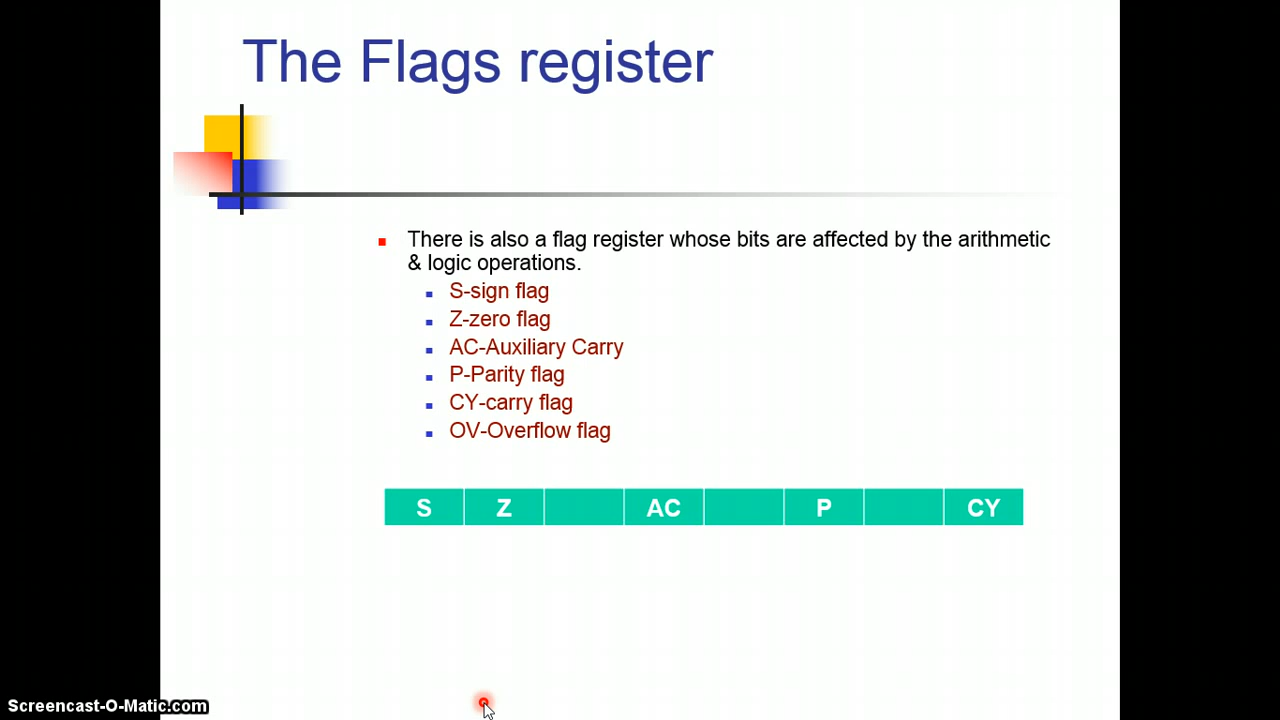 The Flags register
There is also a flag register whose bits are affected by the arithmetic
& logic operations.
S-sign flag
Z-zero flag
AC-Auxiliary Carry
P-Parity flag
CY-carry flag
OV-Overflow flag
S Z AC P CY
Screencast-O-Matic.com